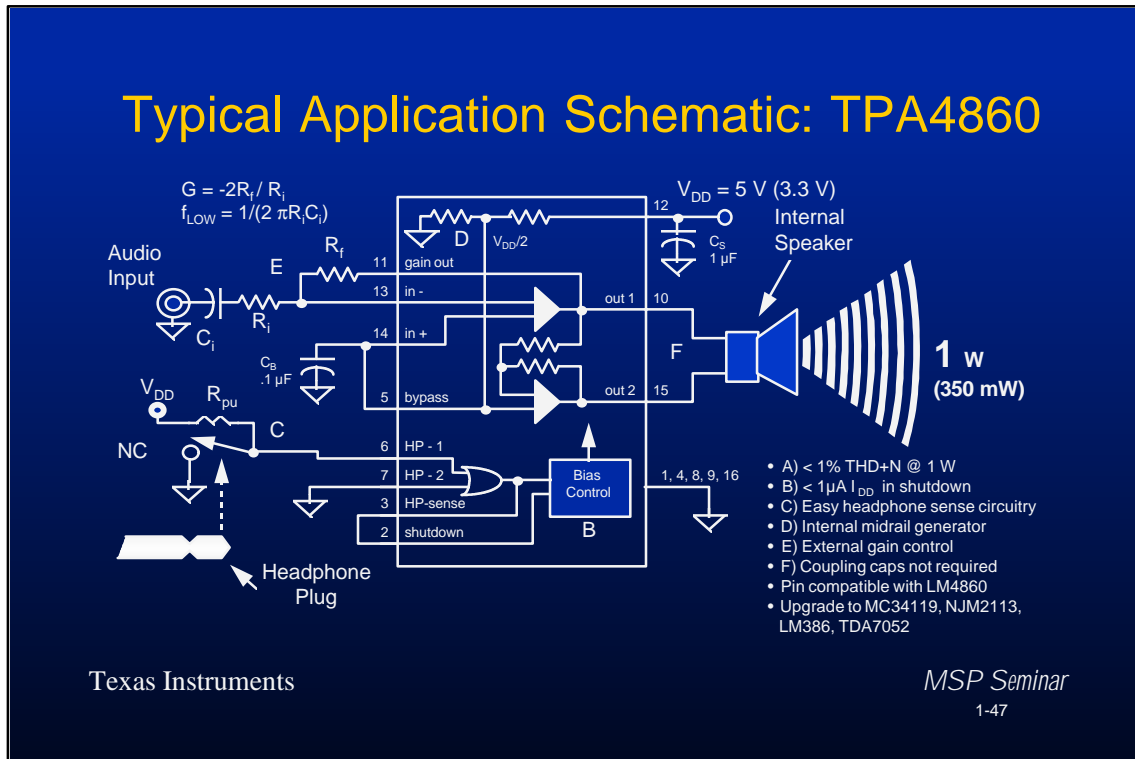 Typical Application Schematic: TPA4860
G = -2Rf / Ri
fLOW = 1/(2 πRiCi)
VDD = 5 V (3.3 V)
12
Internal
Speaker
D
VDD/2
CS
1 µF
Audio
Input
E
Rf
11
gain out
13
in -
out 1
10
Ri
Ci
14
in +
F
CB
.1 µF
1 W
(350 mW)
VDD
Rpu
5
bypass
out 2
15
C
NC
6
HP - 1
7
HP - 2
3
HP-sense
2
shutdown
Bias
Control
B
1, 4, 8, 9, 16
Headphone
Plug
• A) < 1% THD+N @ 1 W
• B) < 1µA IDD in shutdown
• C) Easy headphone sense circuitry
• D) Internal midrail generator
• E) External gain control
• F) Coupling caps not required
• Pin compatible with LM4860
• Upgrade to MC34119, NJM2113,
LM386, TDA7052
Texas Instruments
MSP Seminar
1-47